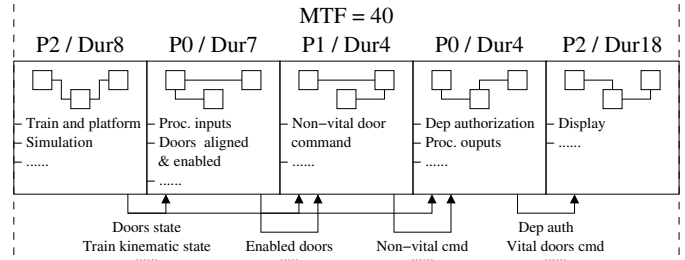 MTF = 40
P2 / Dur8 P0 / Dur7 P1 / Dur4 P0 / Dur4 P2 / Dur18
Train and platform
Simulation
......
Proc. inputs
Doors aligned
& enabled
......
Non-vital door
command
......
Dep authorization
Proc. ouputs
......
Display
......
Doors state
Train kinematic state
Enabled doors
Non-vital cmd
Dep auth
Vital doors cmd